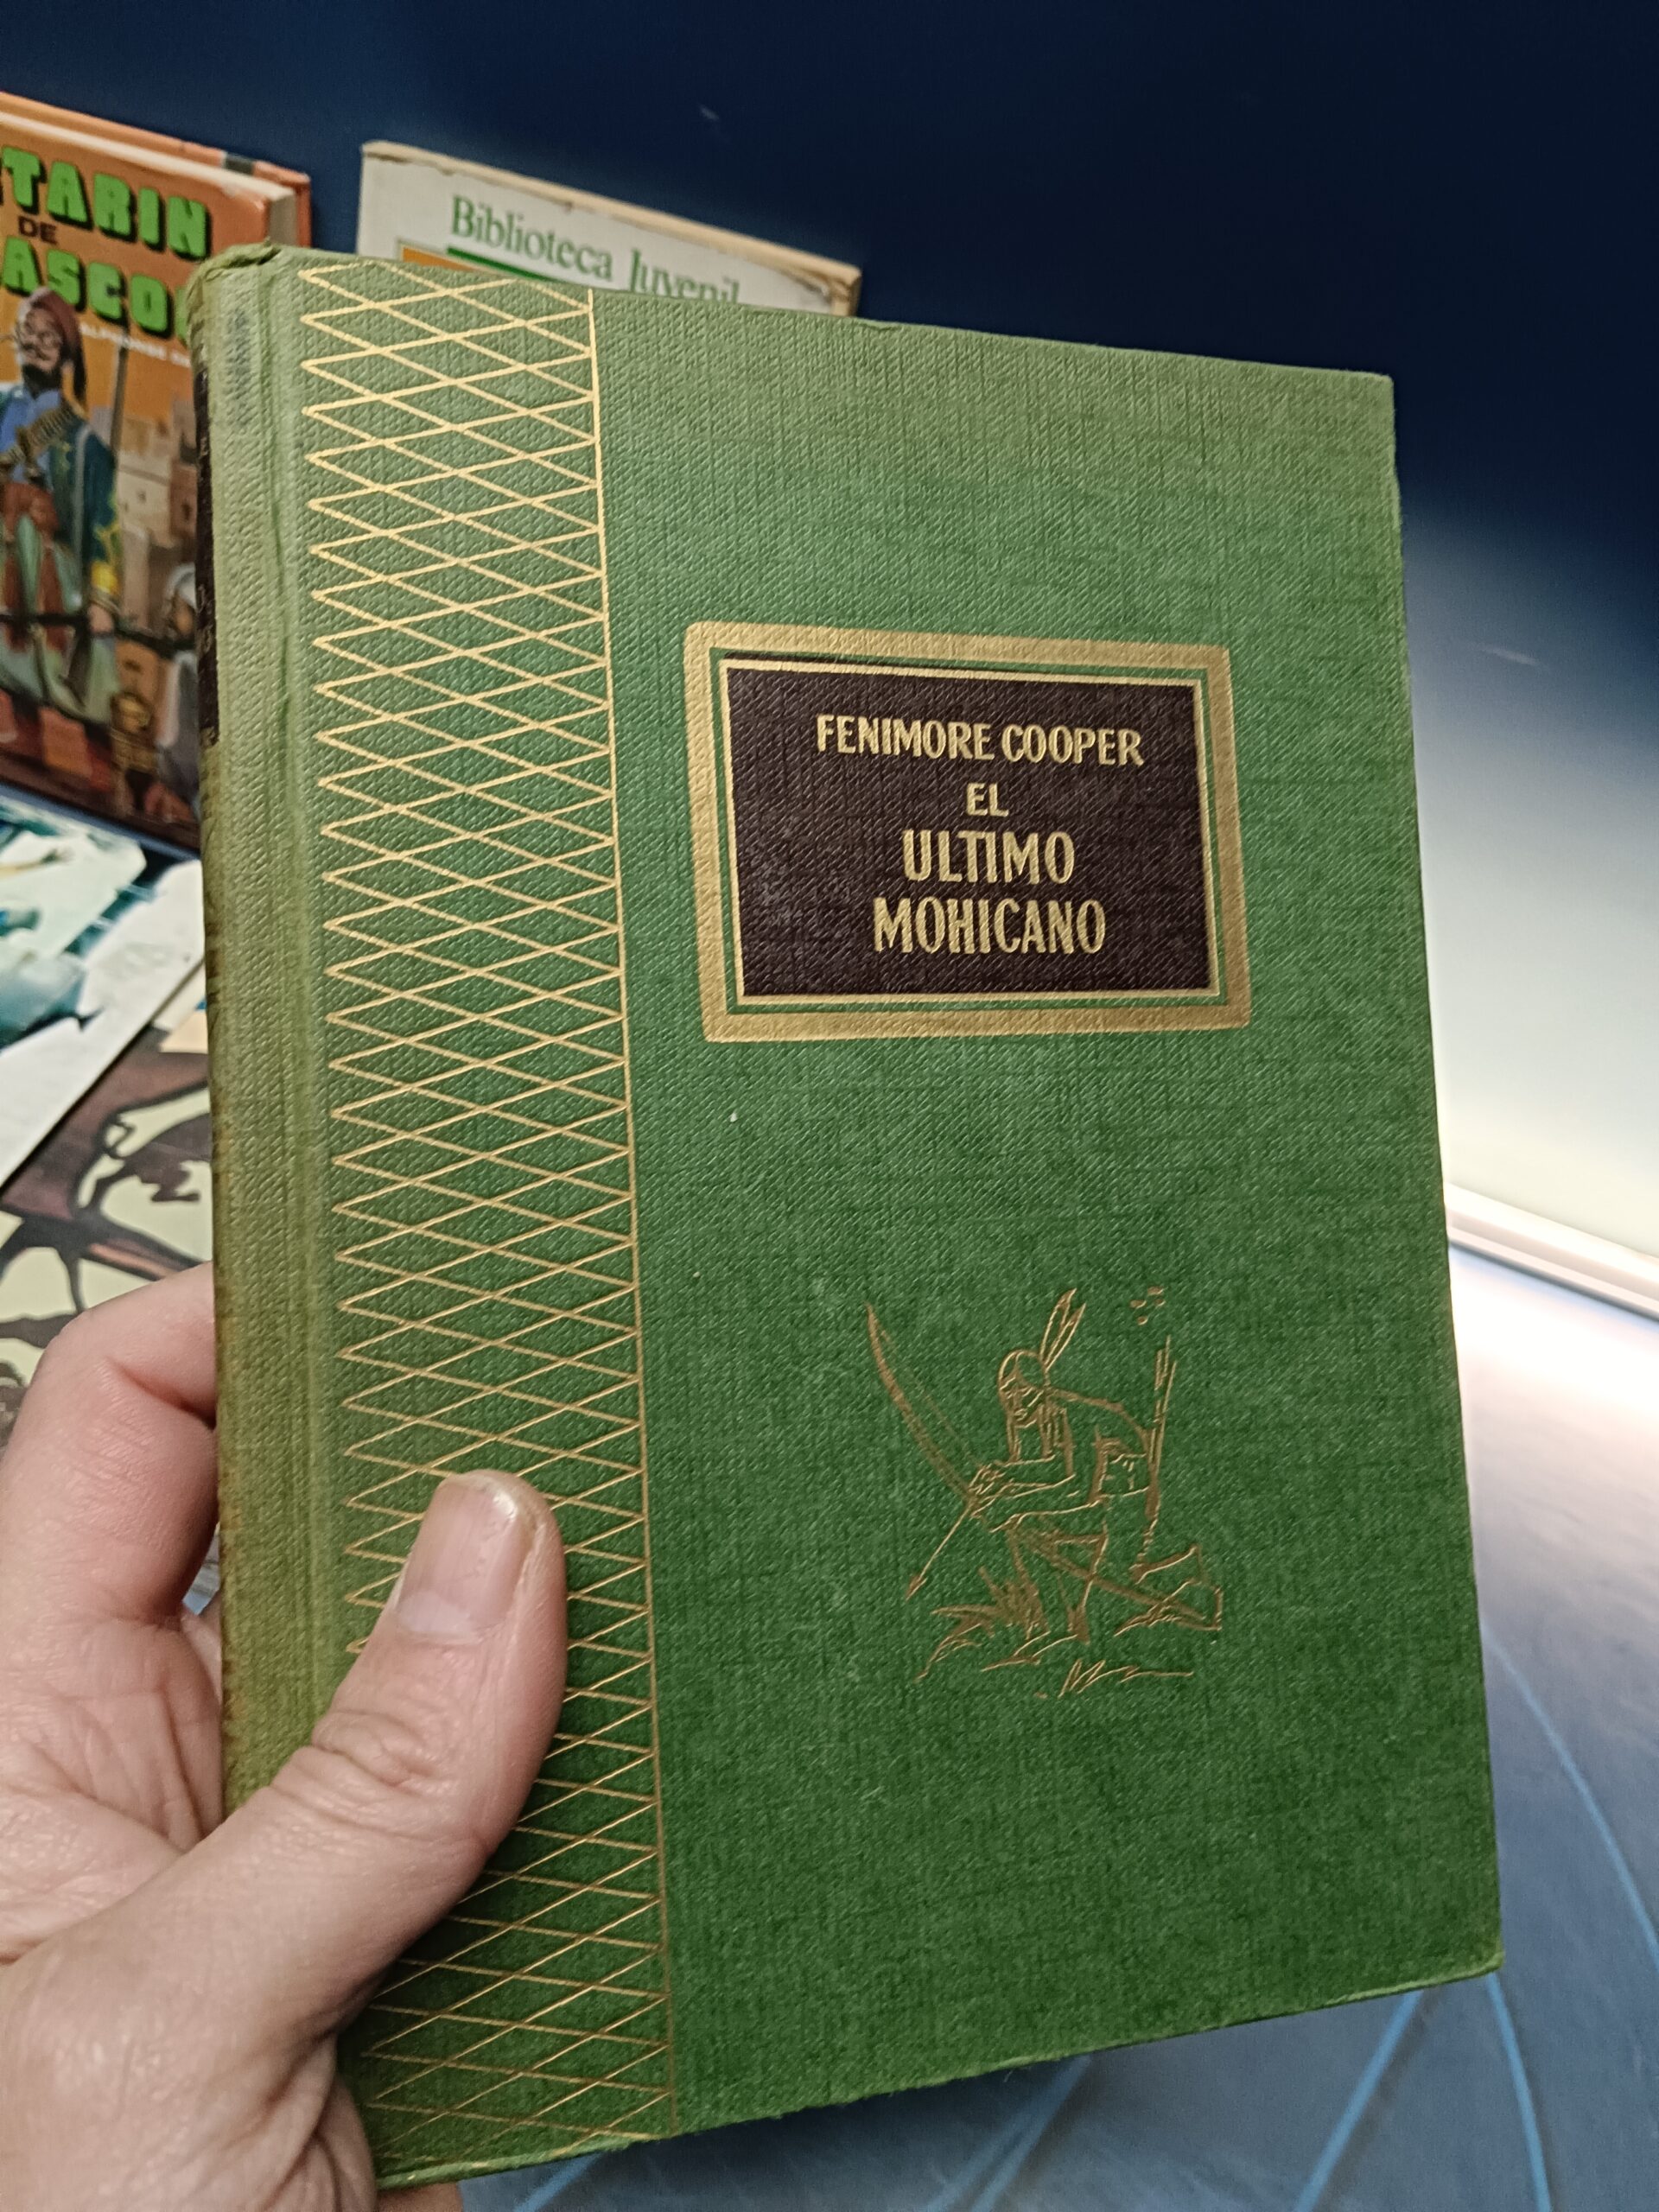 TARIN
DE
ASCO
Biblioteca Juvenil
FENIMORE COOPER
EL
ULTIMO
MOHICANO